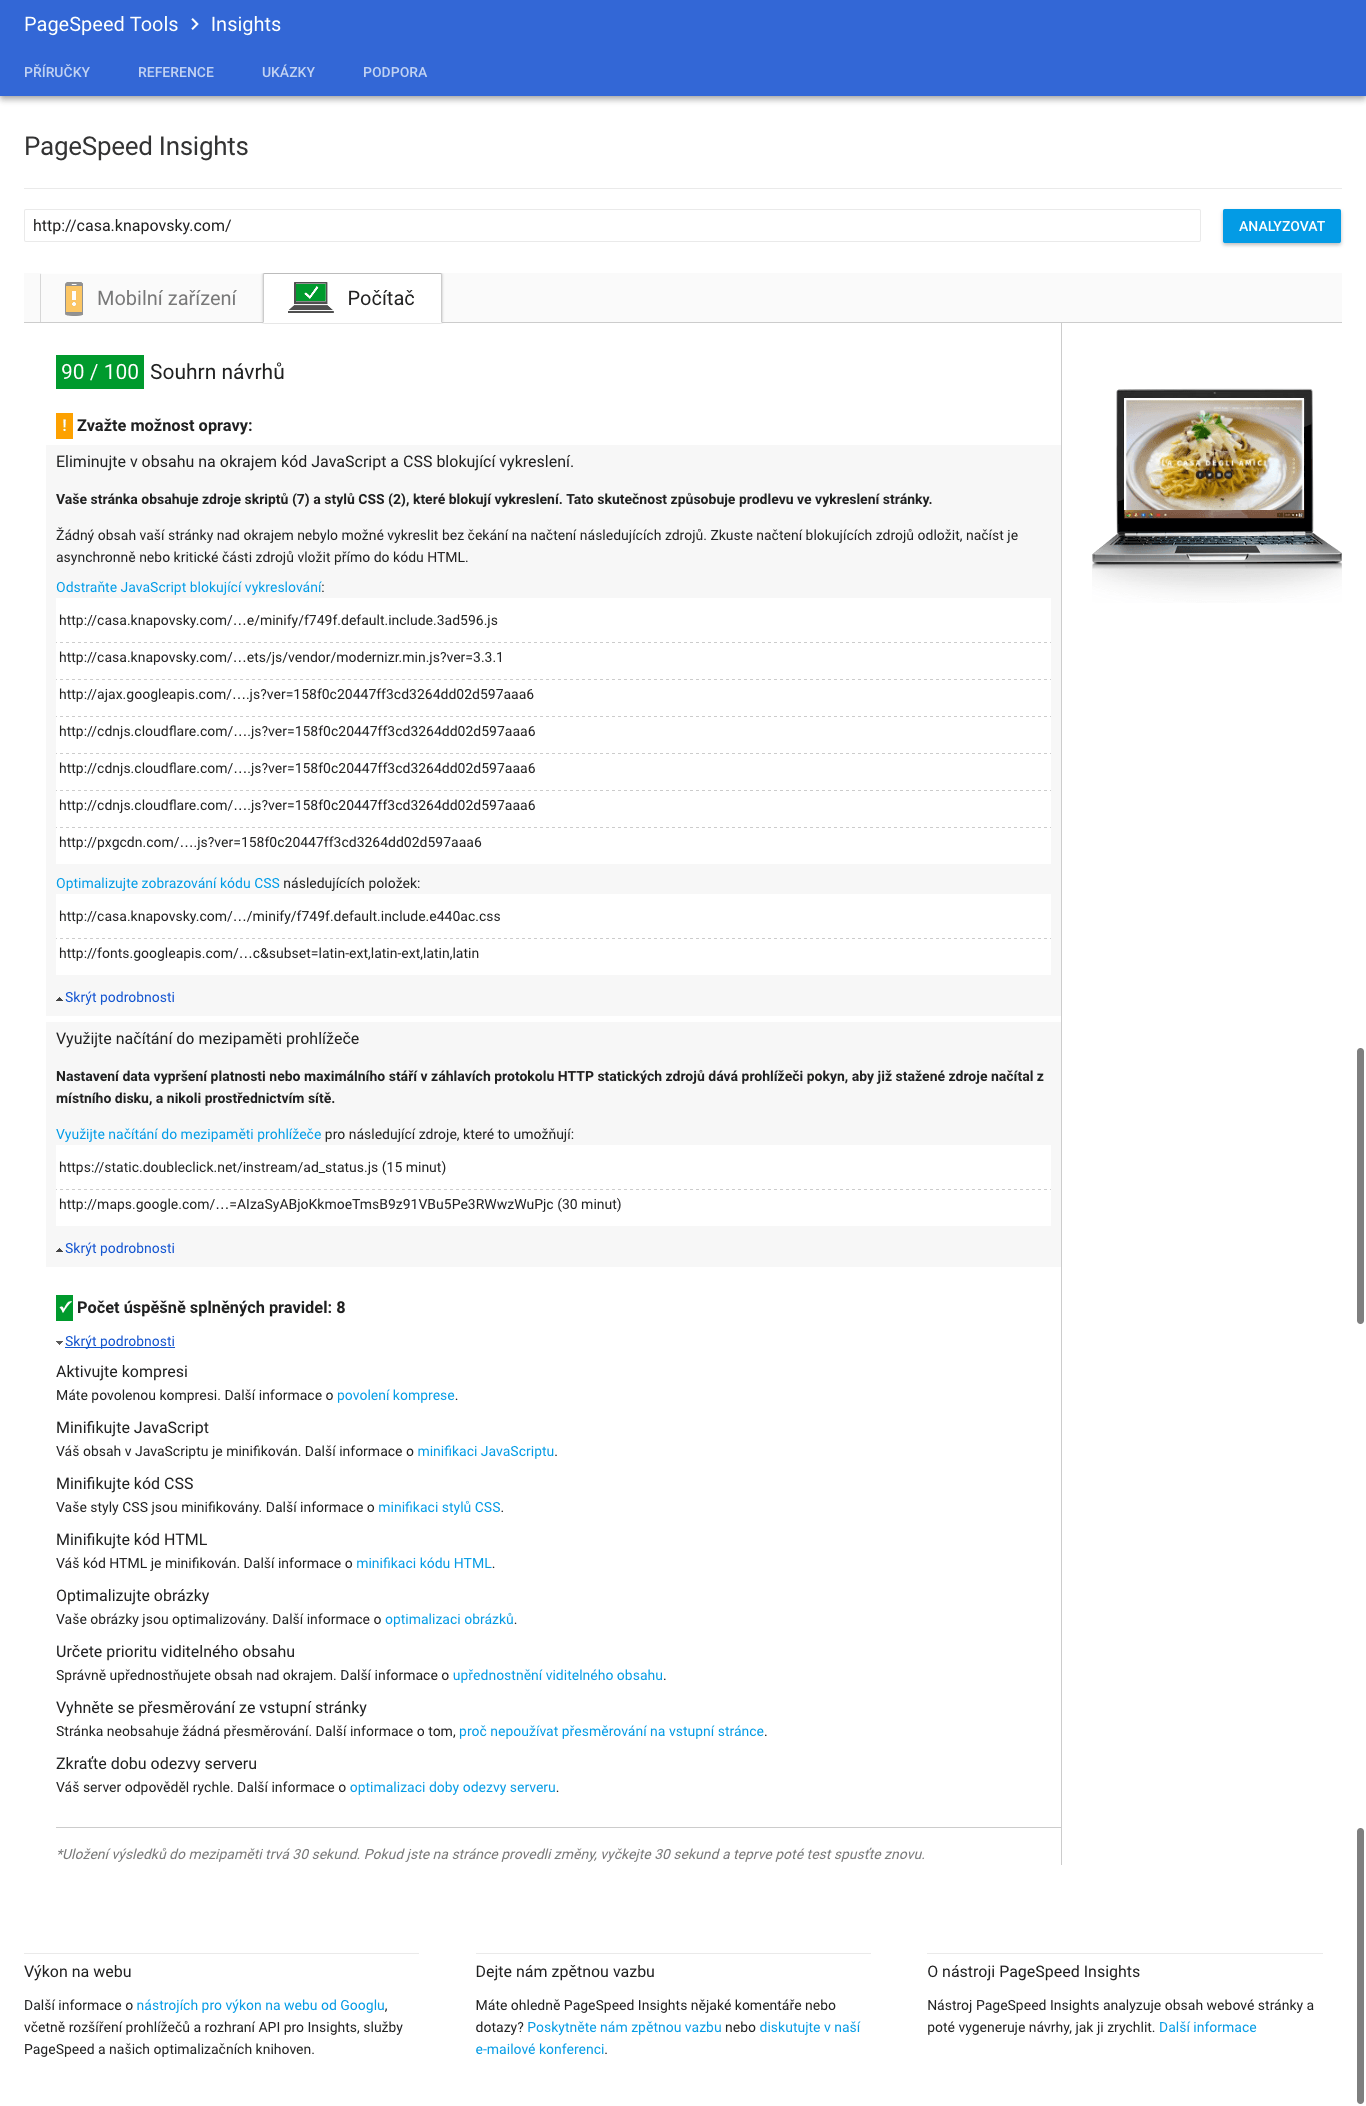 PageSpeed Tools > Insights
PŘÍRUČKY REFERENCE UKÁZKY PODPORA
PageSpeed Insights
http://casa.knapovsky.com/
ANALYZOVAT
Mobilní zařízení Počítač
90 / 100 Souhrn návrhů
! Zvažte možnost opravy:
Eliminujte v obsahu na okrajem kód JavaScript a CSS blokující vykreslení.
Vaše stránka obsahuje zdroje skriptů (7) a stylů CSS (2), které blokují vykreslení. Tato skutečnost způsobuje prodlevu ve vykreslení stránky.
Žádný obsah vaší stránky nad okrajem nebylo možné vykreslit bez čekání na načtení následujících zdrojů. Zkuste načtení blokujících zdrojů odložit, načíst je
asynchronně nebo kritické části zdrojů vložit přímo do kódu HTML.
Odstraňte JavaScript blokující vykreslování:
http://casa.knapovsky.com/…e/minify/f749f.default.include.3ad596.js
http://casa.knapovsky.com/…ets/js/vendor/modernizr.min.js?ver=3.3.1
http://ajax.googleapis.com/….js?ver=158f0c20447ff3cd3264dd02d597aaa6
http://cdnjs.cloudflare.com/….js?ver=158f0c20447ff3cd3264dd02d597aaa6
http://cdnjs.cloudflare.com/….js?ver=158f0c20447ff3cd3264dd02d597aaa6
http://cdnjs.cloudflare.com/….js?ver=158f0c20447ff3cd3264dd02d597aaa6
http://pxgcdn.com/….js?ver=158f0c20447ff3cd3264dd02d597aaa6
Optimalizujte zobrazování kódu CSS následujících položek:
http://casa.knapovsky.com/…/minify/f749f.default.include.e440ac.css
http://fonts.googleapis.com/…c&subset=latin-ext,latin-ext,latin,latin
Skrýt podrobnosti
Využijte načítání do mezipaměti prohlížeče
Nastavení data vypršení platnosti nebo maximálního stáří v záhlavích protokolu HTTP statických zdrojů dává prohlížeči pokyn, aby již stažené zdroje načítal z
místního disku, a nikoli prostřednictvím sítě.
Využijte načítání do mezipaměti prohlížeče pro následující zdroje, které to umožňují:
https://static.doubleclick.net/instream/ad_status.js (15 minut)
http://maps.google.com/…=AIzaSyABjoKkmoeTmsB9z91VBu5Pe3RWwzWuPjc (30 minut)
Skrýt podrobnosti
Počet úspěšně splněných pravidel: 8
Skrýt podrobnosti
Aktivujte kompresi
Máte povolenou kompresi. Další informace o povolení komprese.
Minifikujte JavaScript
Váš obsah v JavaScriptu je minifikován. Další informace o minifikaci JavaScriptu.
Minifikujte kód CSS
Vaše styly CSS jsou minifikovány. Další informace o minifikaci stylů CSS.
Minifikujte kód HTML
Váš kód HTML je minifikován. Další informace o minifikaci kódu HTML.
Optimalizujte obrázky
Vaše obrázky jsou optimalizovány. Další informace o optimalizaci obrázků.
Určete prioritu viditelného obsahu
Správně upřednostňujete obsah nad okrajem. Další informace o upřednostnění viditelného obsahu.
Vyhněte se přesměrování ze vstupní stránky
Stránka neobsahuje žádná přesměrování. Další informace o tom, proč nepoužívat přesměrování na vstupní stránce.
Zkraťte dobu odezvy serveru
Váš server odpověděl rychle. Další informace o optimalizaci doby odezvy serveru.
*Uložení výsledků do mezipaměti trvá 30 sekund. Pokud jste na stránce provedli změny, vyčkejte 30 sekund a teprve poté test spusťte znovu.
LA CASA DEGLI AMICI
Výkon na webu
Další informace o nástrojích pro výkon na webu od Googlu,
včetně rozšíření prohlížečů a rozhraní API pro Insights, služby
PageSpeed a našich optimalizačních knihoven.
Dejte nám zpětnou vazbu
Máte ohledně PageSpeed Insights nějaké komentáře nebo
dotazy? Poskytněte nám zpětnou vazbu nebo diskutujte v naší
e-mailové konferenci.
O nástroji PageSpeed Insights
Nástroj PageSpeed Insights analyzuje obsah webové stránky a
poté vygeneruje návrhy, jak ji zrychlit. Další informace